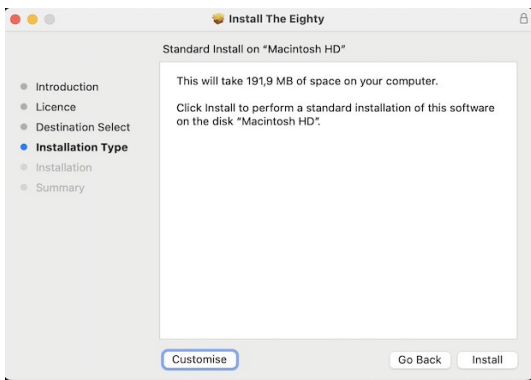 Install The Eighty
Standard Install on “Macintosh HD”
Introduction
Licence
Destination Select
Installation Type
Installation
Summary
This will take 191,9 MB of space on your computer.
Click Install to perform a standard installation of this software
on the disk “Macintosh HD”.
Customise
Go Back
Install